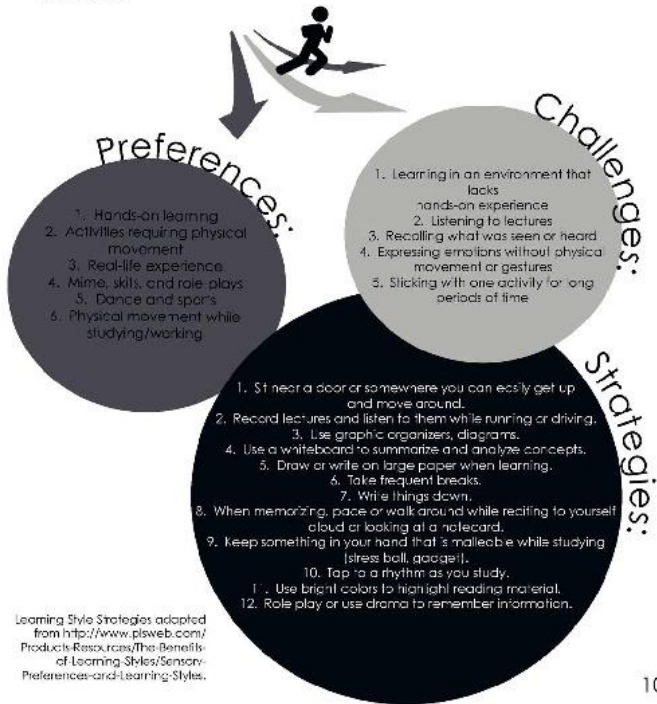 Preferences:
1. Hands-on learning
2. Activities requiring physical
movement
3. Real-life experience
4. Mime, skits, and role-plays
5. Dance and sports
6. Physical movement while
studying/working
Challenges:
1. Learning in an environment that
lacks
hands-on experience
2. Listening to lectures
3. Recalling what was seen or heard
4. Expressing emotions without physical
movement or gestures
5. Sticking with one activity for long
periods of time
Strategies:
1. Sit near a door or somewhere you can easily get up
and move around.
2. Record lectures and listen to them while running or driving.
3. Use graphic organizers, diagrams.
4. Use a whiteboard to summarize and analyze concepts.
5. Draw or write on large paper when learning.
6. Take frequent breaks.
7. Write things down.
8. When memorizing, pace or walk around while reciting to yourself
aloud or looking at a notecard.
9. Keep something in your hand that is malleable while studying
(stress ball, gadget).
10. Tap to a rhythm as you study.
11. Use bright colors to highlight reading material.
12. Role play or use drama to remember information.
Learning Style Strategies adapted
from http://www.plsweb.com/
Products-Resources/The-Benefits-
of-Learning-Styles/Sensory-
Preferences-and-Learning-Styles.
10